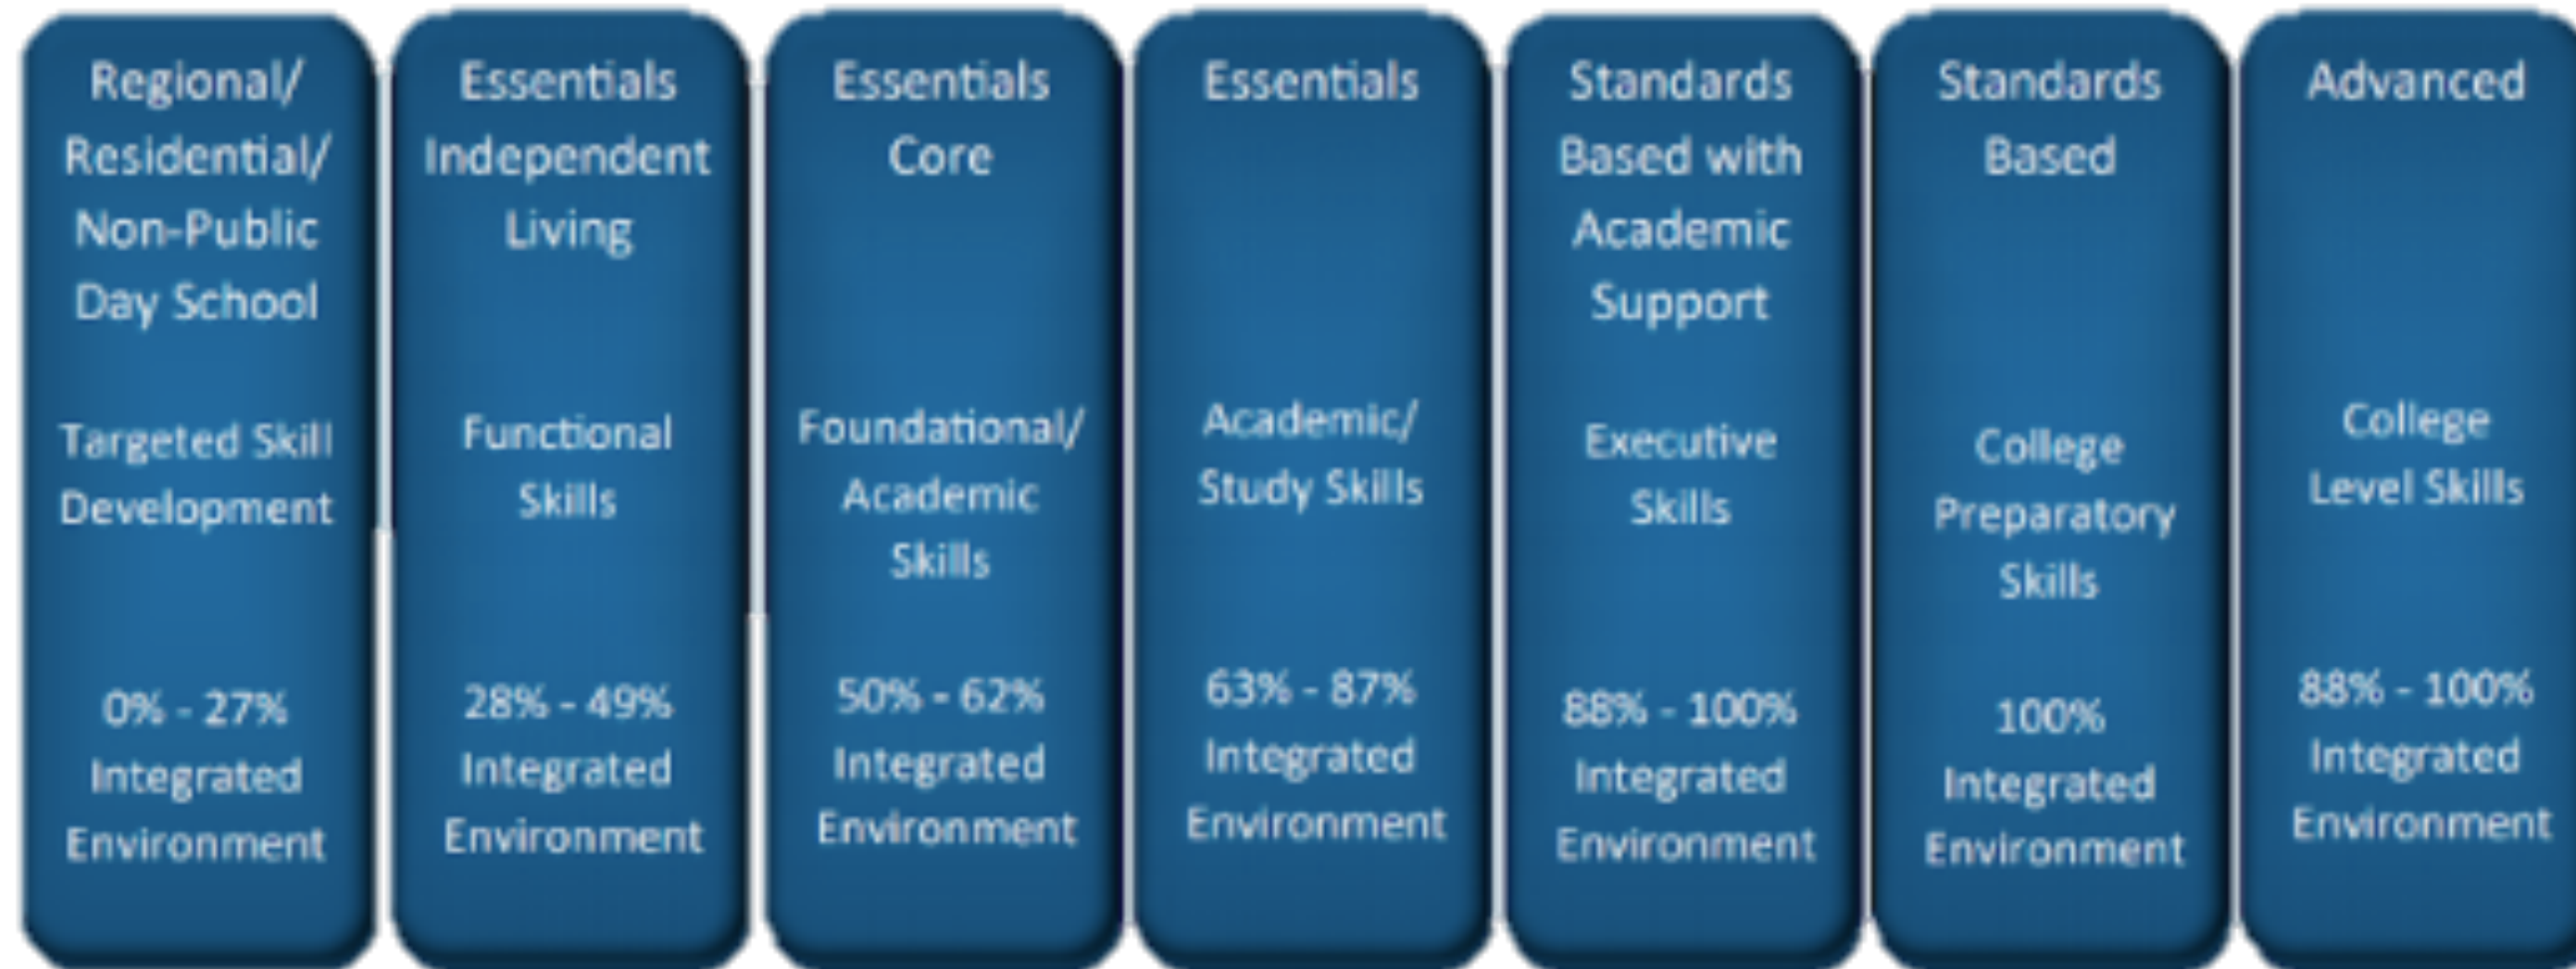 Regional/
Residential/
Non-Public
Day School
Targeted Skill
Development
0% - 27%
Integrated
Environment
Essentials
Independent
Living
Functional
Skills
28% - 49%
Integrated
Environment
Essentials
Core
Foundational/
Academic
Skills
50% - 62%
Integrated
Environment
Essentials
Academic/
Study Skills
63% - 87%
Integrated
Environment
Standards
Based with
Academic
Support
Executive
Skills
88% - 100%
Integrated
Environment
Standards
Based
College
Preparatory
Skills
100%
Integrated
Environment
Advanced
College
Level Skills
88% - 100%
Integrated
Environment